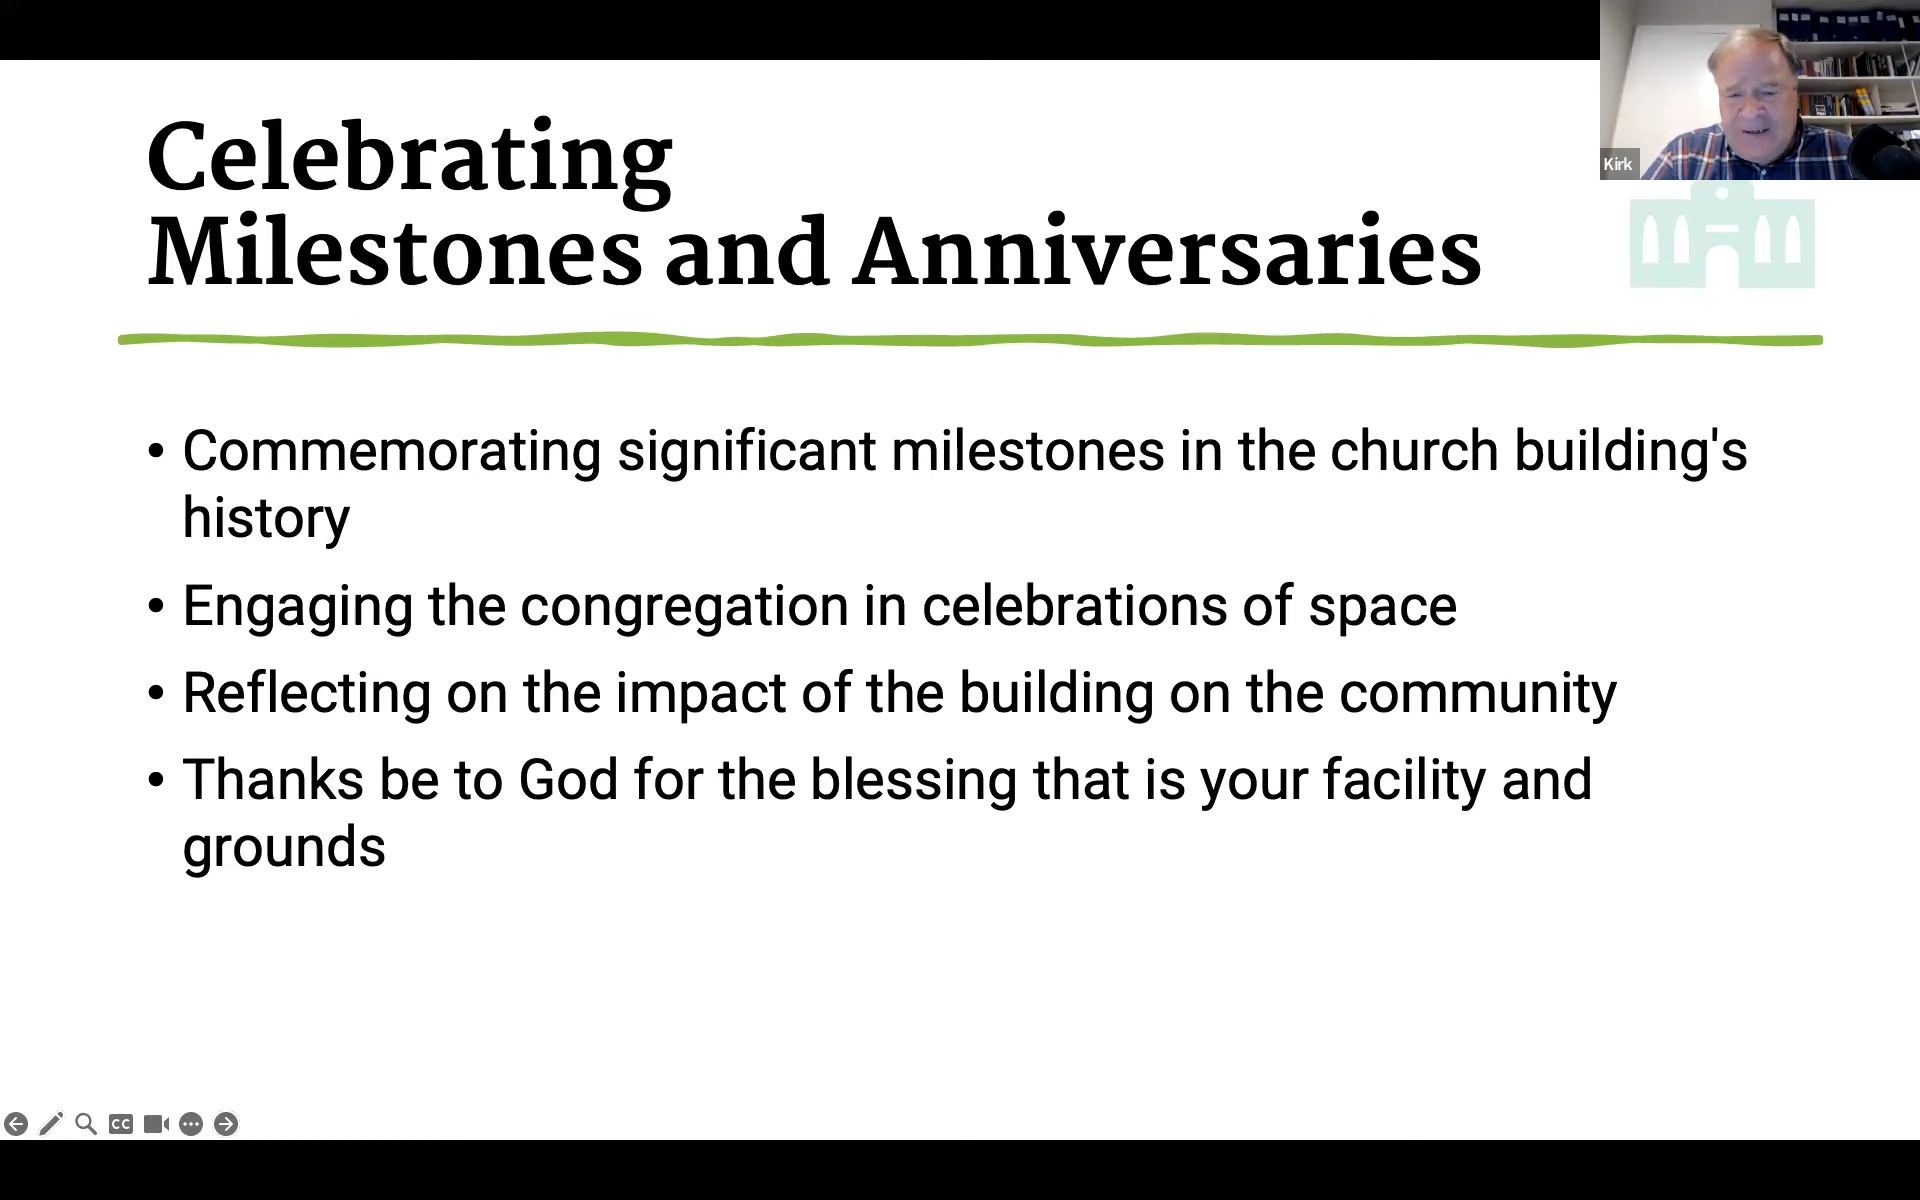 Kirk
Celebrating
Milestones and Anniversaries
• Commemorating significant milestones in the church building's
history
• Engaging the congregation in celebrations of space
• Reflecting on the impact of the building on the community
• Thanks be to God for the blessing that is your facility and
grounds
CC